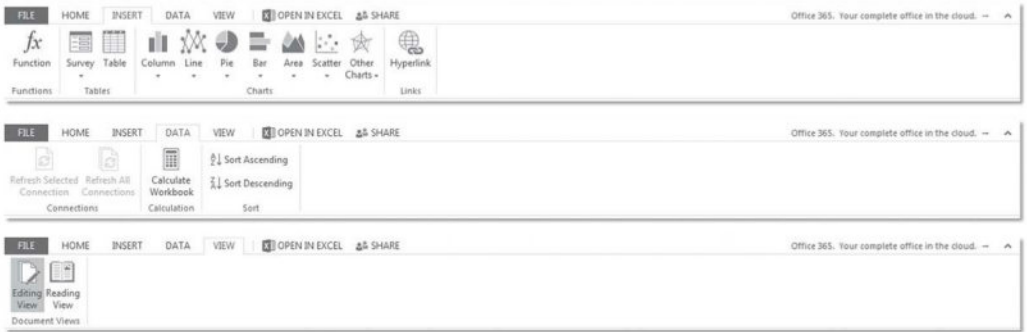 FILE HOME INSERT DATA VIEW OPEN IN EXCEL SHARE Office 365. Your complete office in the cloud. --
fx
Function Survey Table Column Line Pie Bar Area Scatter Other Charts Hyperlink
Functions Tables Charts Links
FILE HOME INSERT DATA VIEW OPEN IN EXCEL SHARE Office 365. Your complete office in the cloud. --
Refresh Selected Connection Refresh All Connections Calculate Workbook
Sort Ascending
Sort Descending
Connections Calculation Sort
FILE HOME INSERT DATA VIEW OPEN IN EXCEL SHARE Office 365. Your complete office in the cloud. --
Editing View Reading View
Document Views